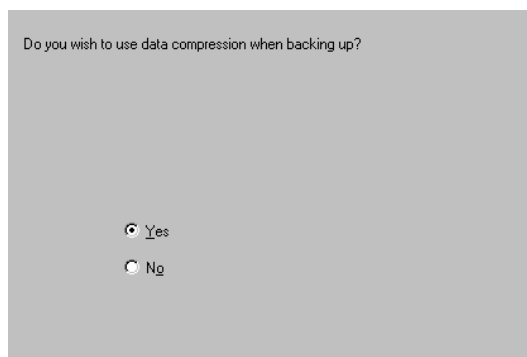 Do you wish to use data compression when backing up?
Yes
No